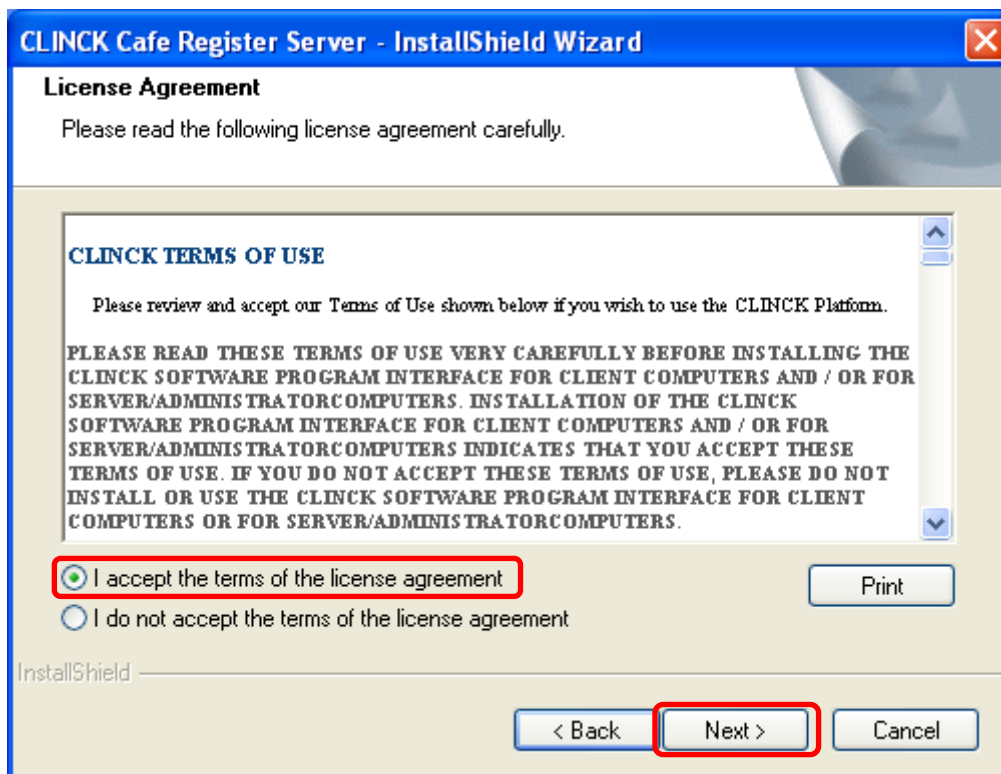 CLINCK Cafe Register Server - InstallShield Wizard
License Agreement
Please read the following license agreement carefully.
CLINCK TERMS OF USE
Please review and accept our Terms of Use shown below if you wish to use the CLINCK Platform.
PLEASE READ THESE TERMS OF USE VERY CAREFULLY BEFORE INSTALLING THE
CLINCK SOFTWARE PROGRAM INTERFACE FOR CLIENT COMPUTERS AND / OR FOR
SERVER/ADMINISTRATORCOMPUTERS. INSTALLATION OF THE CLINCK
SOFTWARE PROGRAM INTERFACE FOR CLIENT COMPUTERS AND / OR FOR
SERVER/ADMINISTRATORCOMPUTERS INDICATES THAT YOU ACCEPT THESE
TERMS OF USE. IF YOU DO NOT ACCEPT THESE TERMS OF USE, PLEASE DO NOT
INSTALL OR USE THE CLINCK SOFTWARE PROGRAM INTERFACE FOR CLIENT
COMPUTERS OR FOR SERVER/ADMINISTRATORCOMPUTERS.
I accept the terms of the license agreement
Print
I do not accept the terms of the license agreement
InstallShield
< Back Next > Cancel